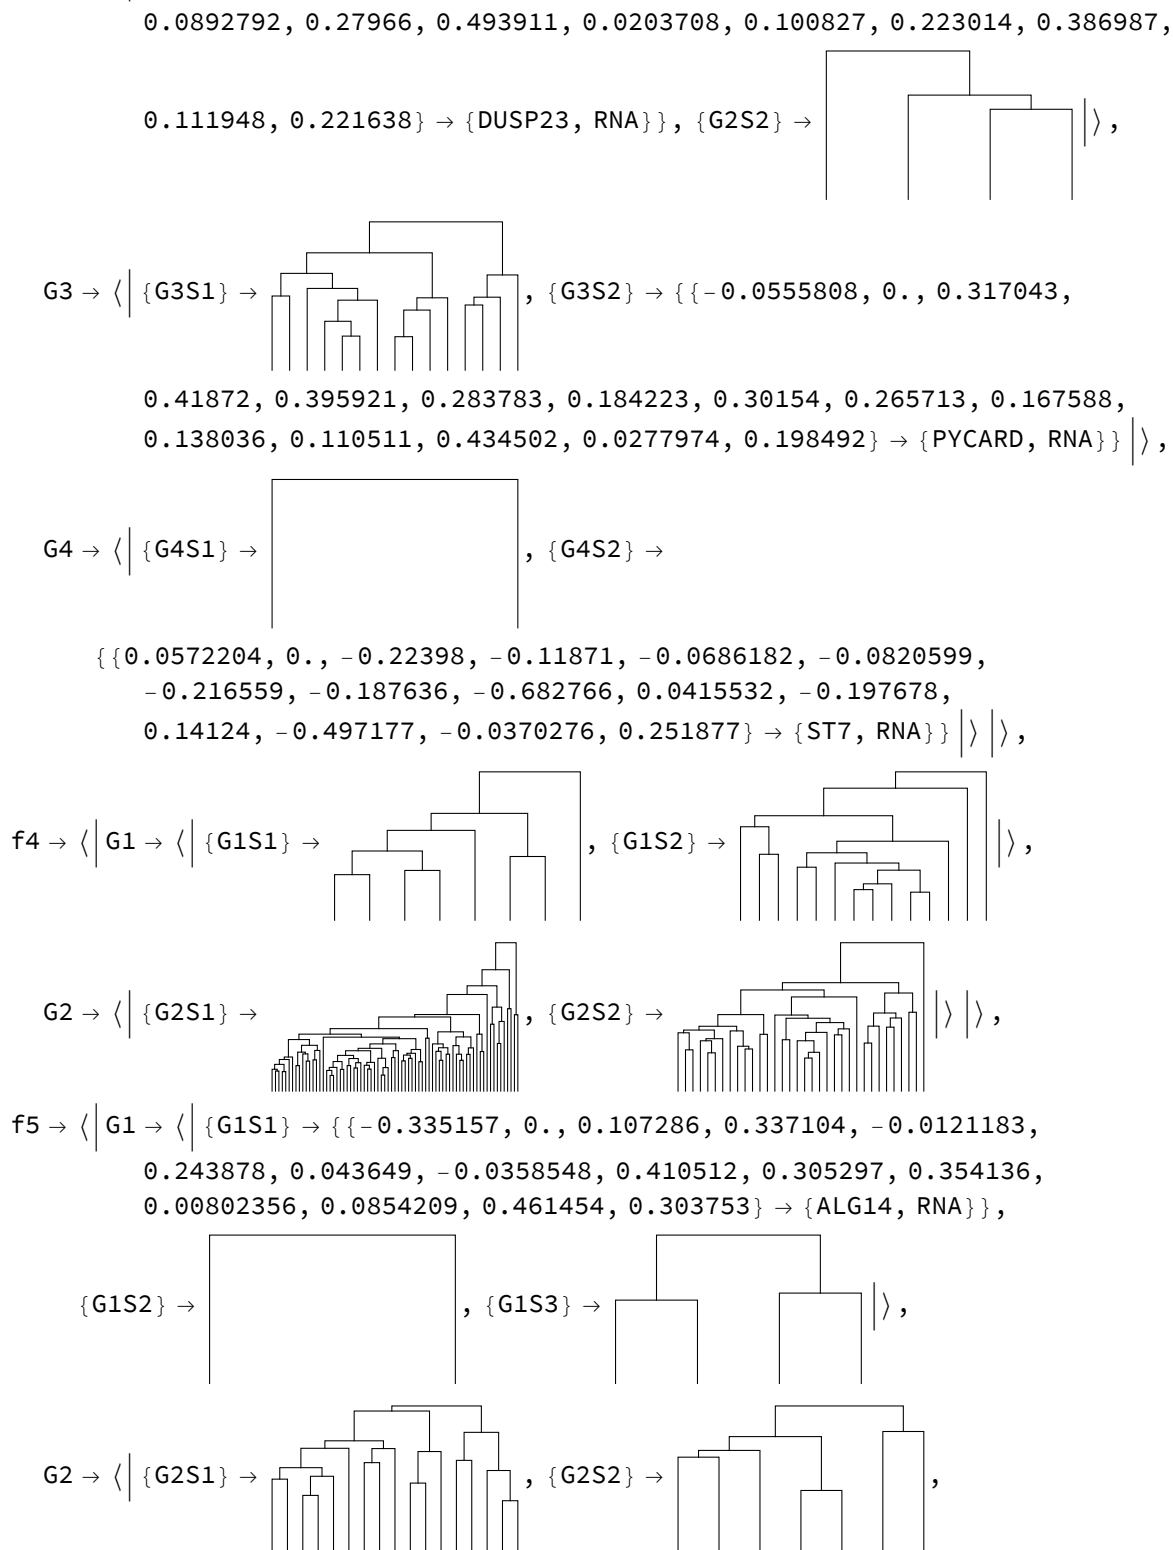 0.0892792, 0.27966, 0.493911, 0.0203708, 0.100827, 0.223014, 0.386987,
0.111948, 0.221638} → {DUSP23, RNA}}, {G2S2} → |⟩,
G3 → ⟨| {G3S1} → , {G3S2} → {{-0.0555808, 0., 0.317043,
0.41872, 0.395921, 0.283783, 0.184223, 0.30154, 0.265713, 0.167588,
0.138036, 0.110511, 0.434502, 0.0277974, 0.198492} → {PYCARD, RNA}} |⟩,
G4 → ⟨| {G4S1} → , {G4S2} →
{{0.0572204, 0., -0.22398, -0.11871, -0.0686182, -0.0820599,
-0.216559, -0.187636, -0.682766, 0.0415532, -0.197678,
0.14124, -0.497177, -0.0370276, 0.251877} → {ST7, RNA}} |⟩ |⟩,
f4 → ⟨| G1 → ⟨| {G1S1} → , {G1S2} → |⟩,
G2 → ⟨| {G2S1} → , {G2S2} → |⟩ |⟩,
f5 → ⟨| G1 → ⟨| {G1S1} → {{-0.335157, 0., 0.107286, 0.337104, -0.0121183,
0.243878, 0.043649, -0.0358548, 0.410512, 0.305297, 0.354136,
0.00802356, 0.0854209, 0.461454, 0.303753} → {ALG14, RNA}},
{G1S2} → , {G1S3} → |⟩,
G2 → ⟨| {G2S1} → , {G2S2} → ,